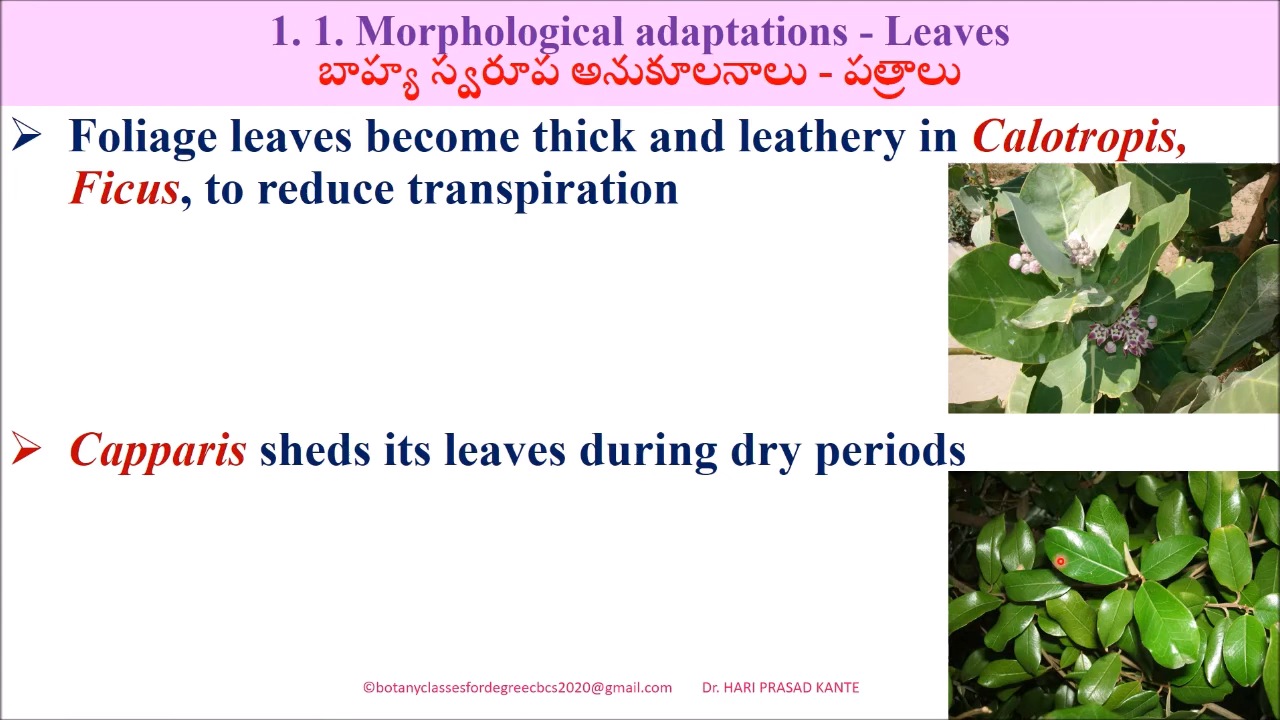 1. 1. Morphological adaptations - Leaves
బాహ్య స్వరూప అనుకూలనాలు - పత్రాలు
➢ Foliage leaves become thick and leathery in Calotropis,
Ficus, to reduce transpiration
➢ Capparis sheds its leaves during dry periods
©botanyclassesfordegreecbcs2020@gmail.com Dr. HARI PRASAD KANTE